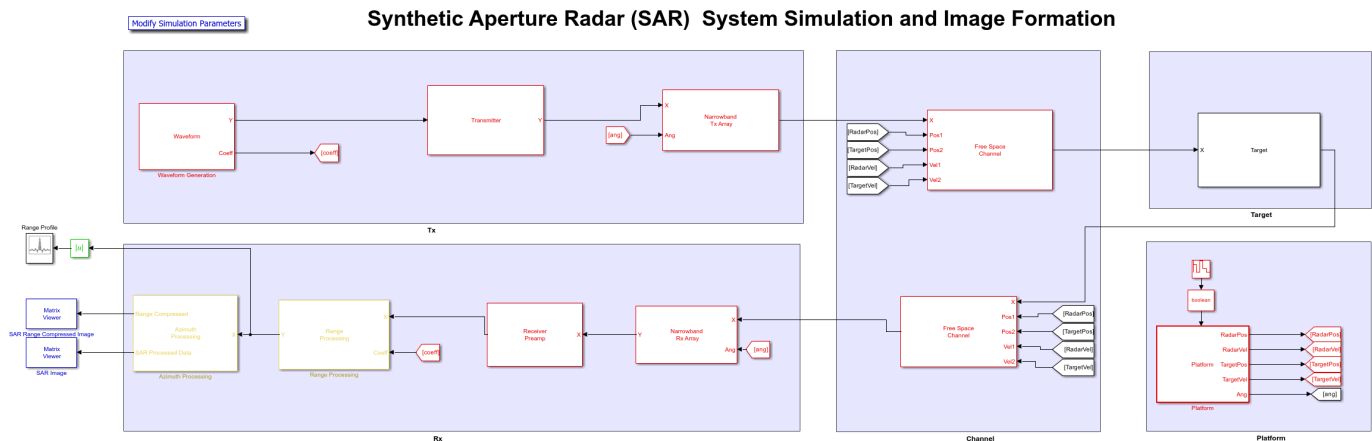 Synthetic Aperture Radar (SAR)  System Simulation and Image Formation
Modify Simulation Parameters
Waveform
Y
Coeff
Waveform Generation
[coeff]
Transmitter
Y
[ang]
X
Ang
Narrowband
Tx Array
Tx
[RadarPos]
[TargetPos]
[RadarVel]
[TargetVel]
X
Pos1
Pos2
Vel1
Vel2
Free Space
Channel
X
Target
Target
Range Profile
[u]
Matrix
Viewer
SAR Range Compressed Image
Matrix
Viewer
SAR Image
Range Compressed
SAR Processed Data
Azimuth
Processing
X
Azimuth Processing
Y
Range
Processing
X
Coeff
Range Processing
[coeff]
Receiver
Preamp
X
Y
Narrowband
Rx Array
X
Ang
[ang]
Rx
Free Space
Channel
X
Pos1
Pos2
Vel1
Vel2
[RadarPos]
[TargetPos]
[RadarVel]
[TargetVel]
Channel
boolean
Platform
RadarPos
RadarVel
TargetPos
TargetVel
Ang
Platform
[RadarPos]
[RadarVel]
[TargetPos]
[TargetVel]
[ang]
Platform